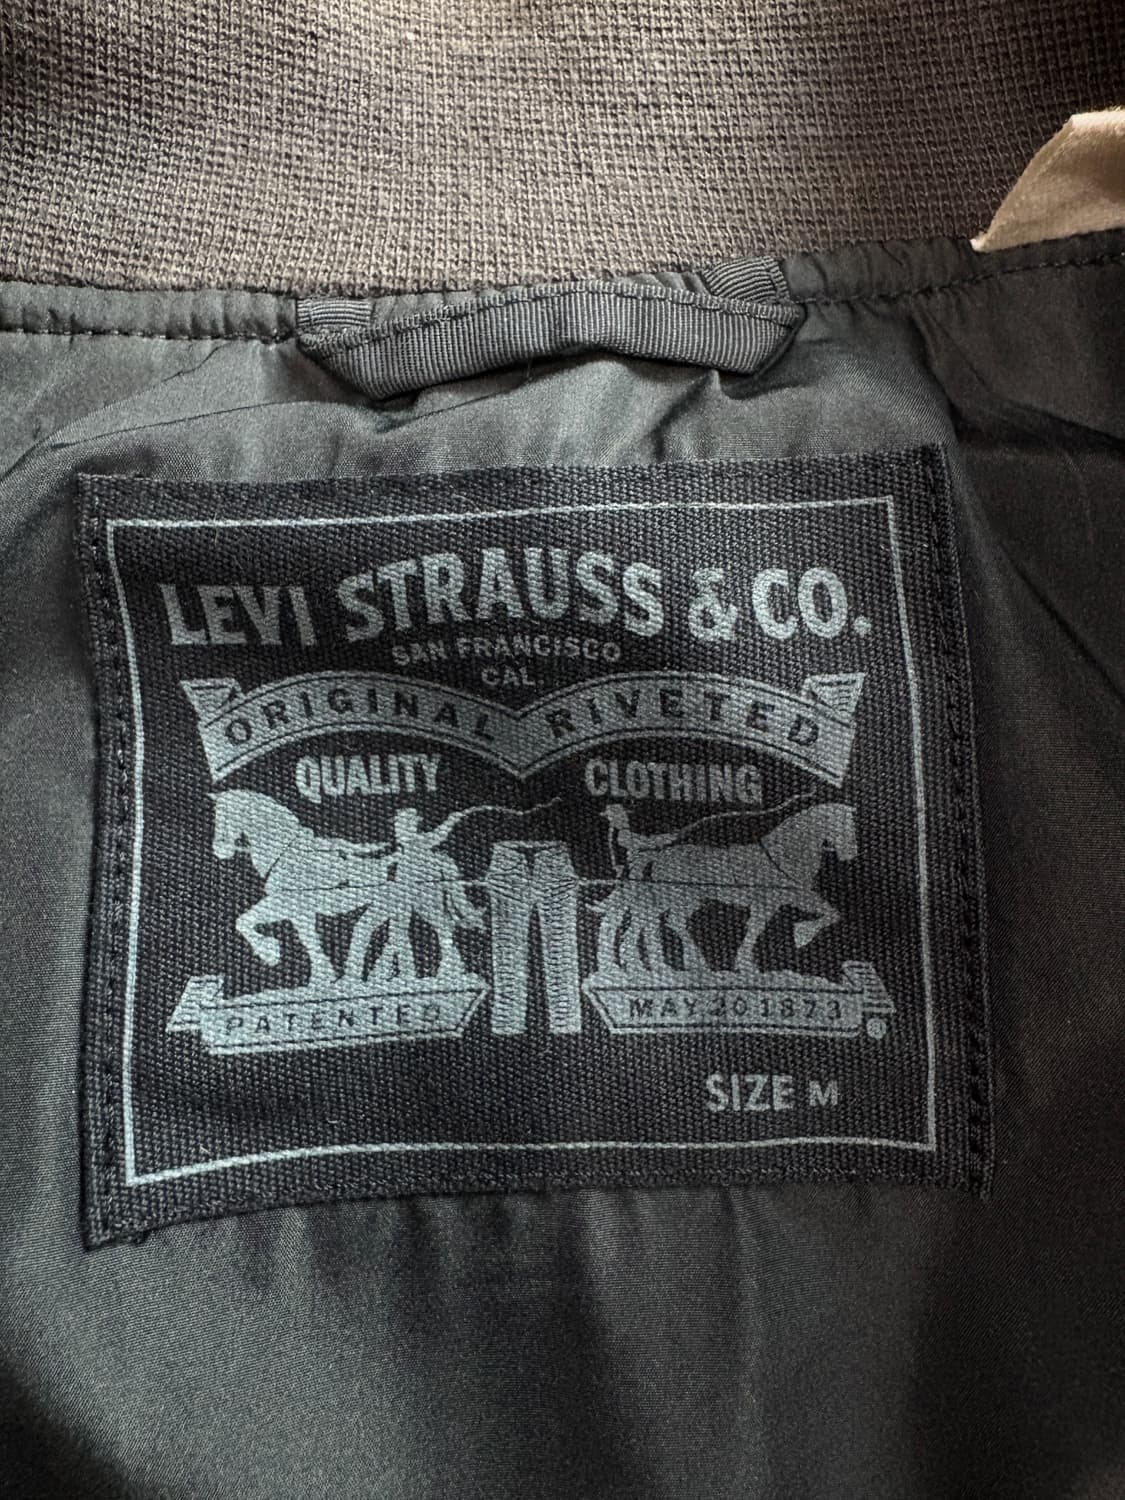 LEVI STRAUSS & CO.
SAN FRANCISCO
CAL.
ORIGINAL RIVETED
QUALITY CLOTHING
PATENTED MAY 20 1873
®
SIZE M